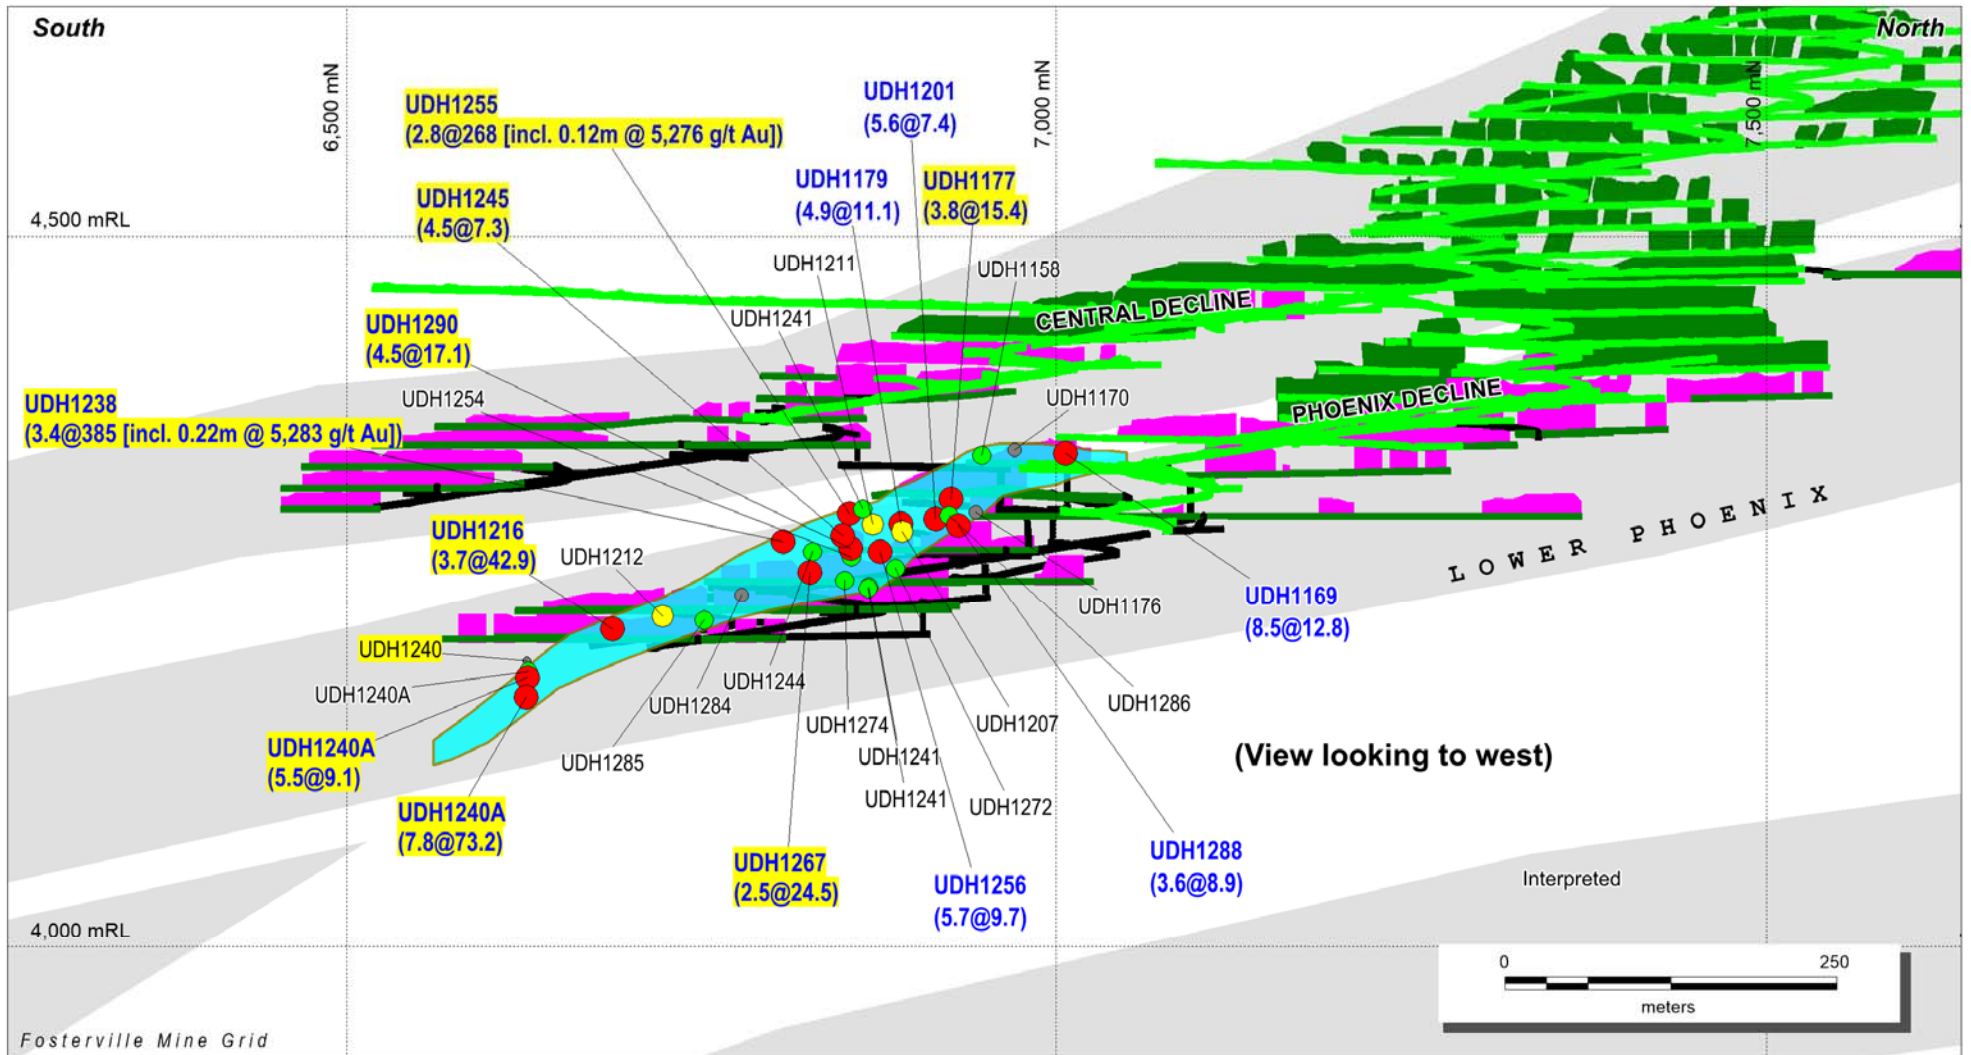 South
North
6,500 mN
7,000 mN
7,500 mN
UDH1255
(2.8@268 [incl. 0.12m @ 5,276 g/t Au])
UDH1201
(5.6@7.4)
UDH1179
(4.9@11.1)
UDH1177
(3.8@15.4)
UDH1245
(4.5@7.3)
4,500 mRL
UDH1211
UDH1158
UDH1241
CENTRAL DECLINE
UDH1290
(4.5@17.1)
UDH1254
UDH1170
PHOENIX DECLINE
UDH1238
(3.4@385 [incl. 0.22m @ 5,283 g/t Au])
LOWER PHOENIX
UDH1216
(3.7@42.9)
UDH1212
UDH1176
UDH1169
(8.5@12.8)
UDH1240
UDH1240A
UDH1244
UDH1284
UDH1286
UDH1274
UDH1207
UDH1240A
(5.5@9.1)
UDH1285
UDH1241
(View looking to west)
UDH1241
UDH1272
UDH1240A
(7.8@73.2)
UDH1267
(2.5@24.5)
UDH1256
(5.7@9.7)
UDH1288
(3.6@8.9)
Interpreted
4,000 mRL
0 250
meters
Fosterville Mine Grid